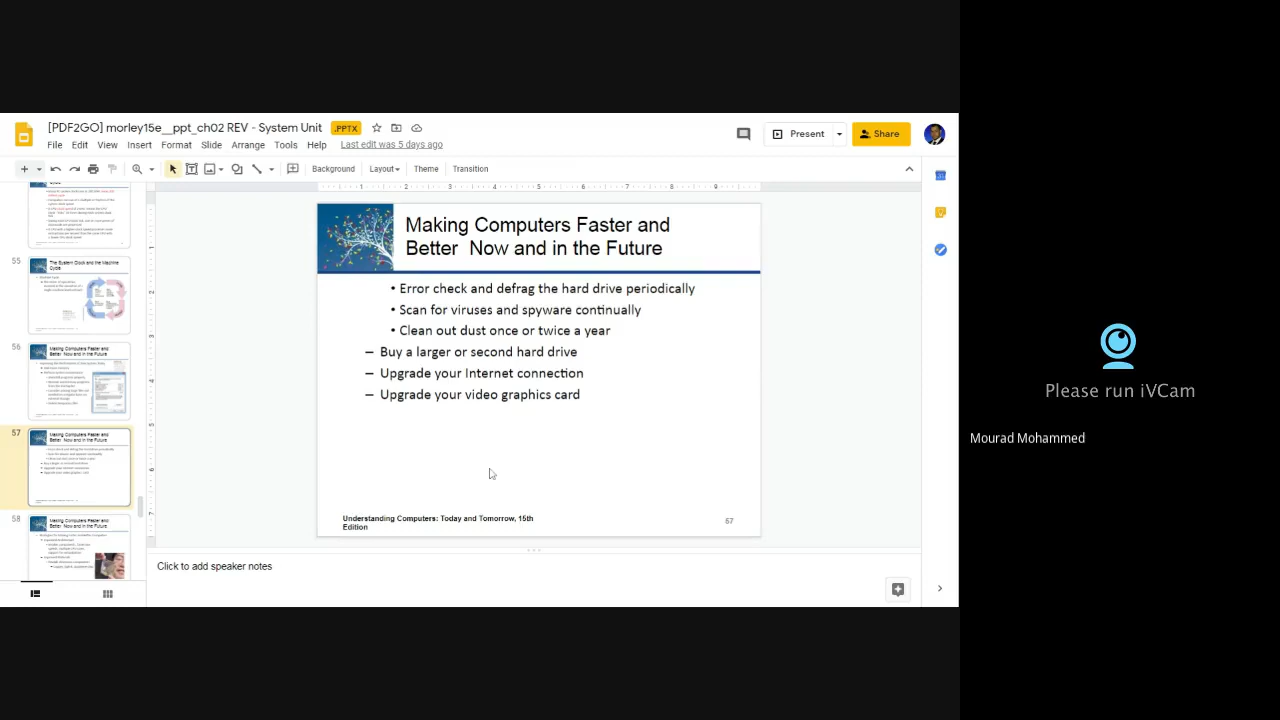 [PDF2GO] morley15e__ppt_ch02 REV - System Unit .PPTX
File Edit View Insert Format Slide Arrange Tools Help Last edit was 5 days ago
Present Share
Background Layout Theme Transition
55
The System Clock and the Machine
Cycle
56
Making Computers Faster and
Better Now and in the Future
57
Making Computers Faster and
Better Now and in the Future
58
Making Computers Faster and
Better Now and in the Future
Making Computers Faster and
Better Now and in the Future
• Error check and defrag the hard drive periodically
• Scan for viruses and spyware continually
• Clean out dust once or twice a year
– Buy a larger or second hard drive
– Upgrade your Internet connection
– Upgrade your video graphics card
Understanding Computers: Today and Tomorrow, 15th
Edition
57
Click to add speaker notes
Please run iVCam
Mourad Mohammed